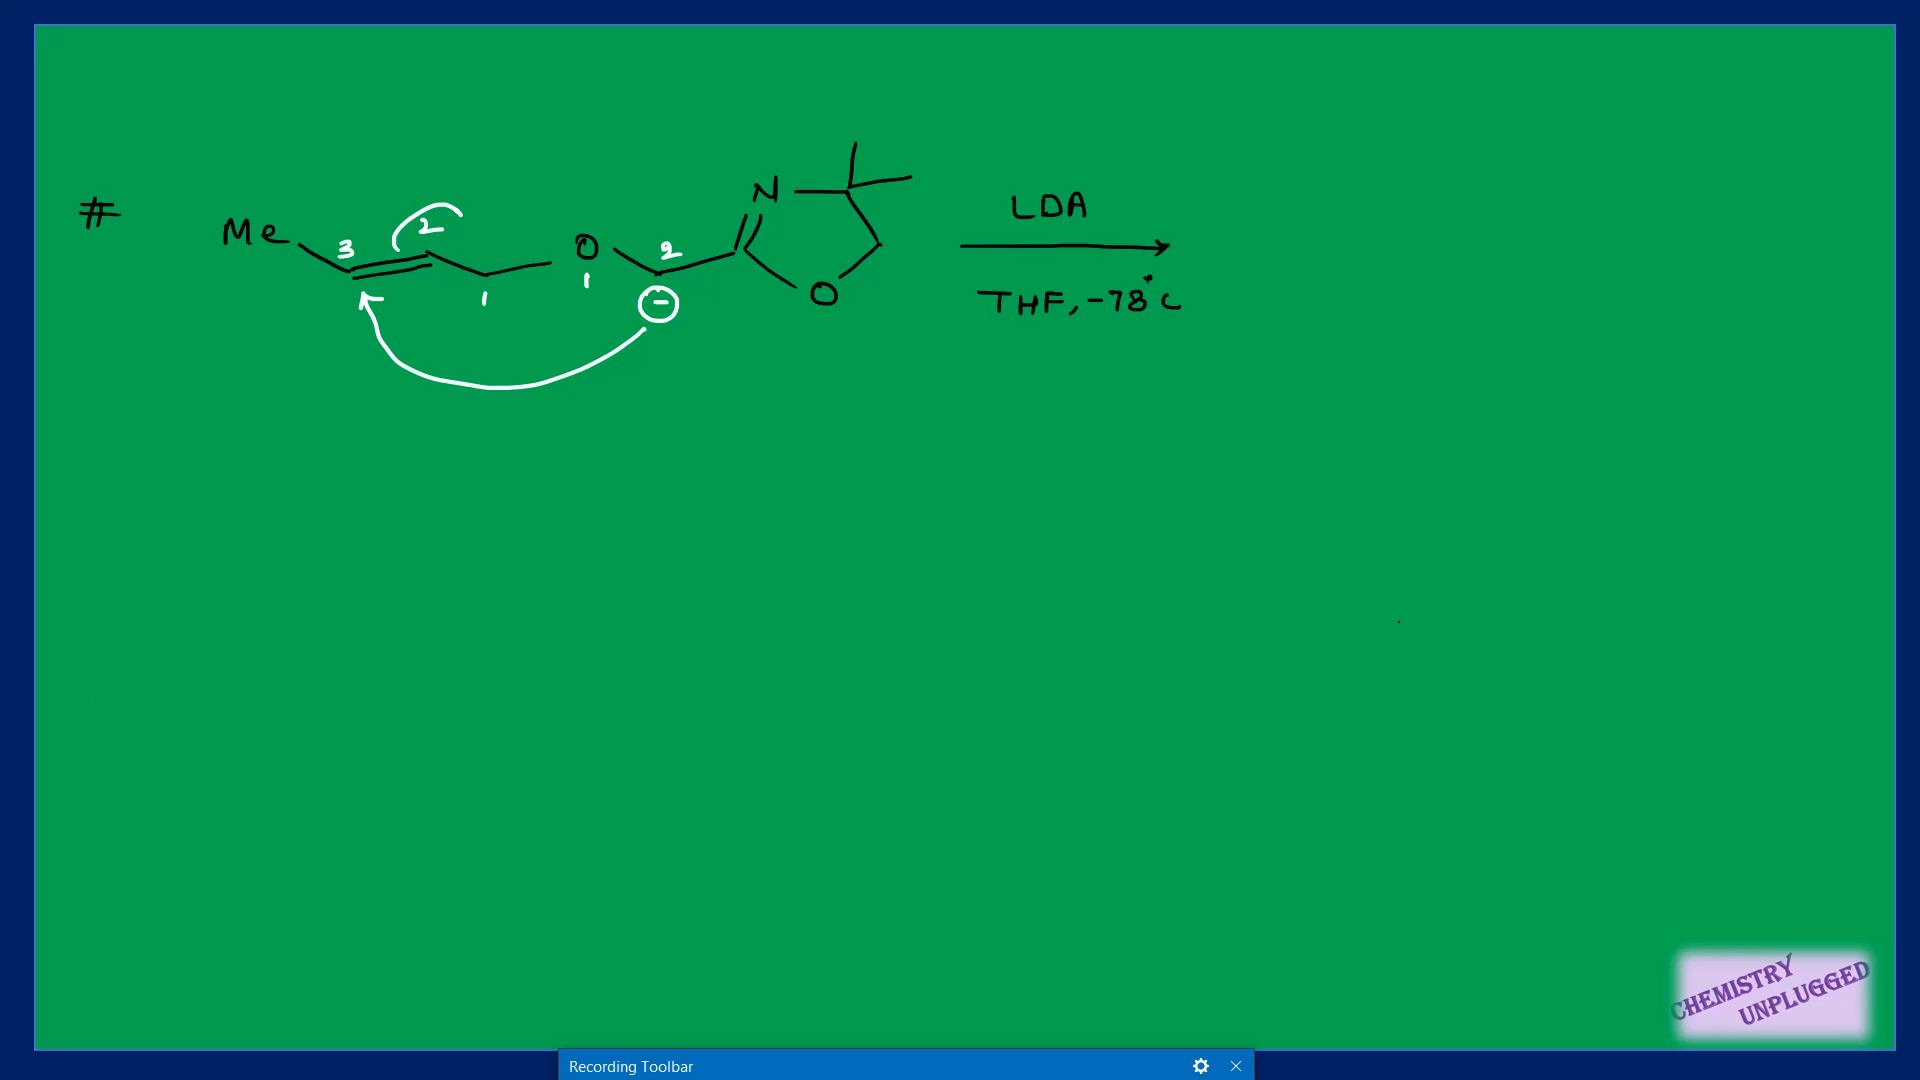 #
Me 3 2 1 O 1 2 ⊖ N O
LDA
THF, -78°C
CHEMISTRY
UNPLUGGED
Recording Toolbar